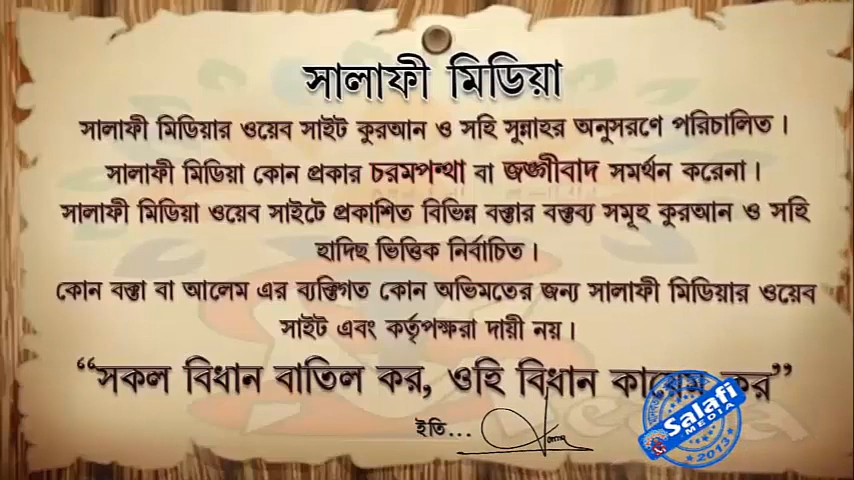 সালাফী মিডিয়া
সালাফী মিডিয়ার ওয়েব সাইট কুরআন ও সহি সুন্নাহর অনুসরণে পরিচালিত।
সালাফী মিডিয়া কোন প্রকার চরমপন্থা বা জঙ্গীবাদ সমর্থন করেনা।
সালাফী মিডিয়া ওয়েব সাইটে প্রকাশিত বিভিন্ন বক্তার বক্তব্য সমূহ কুরআন ও সহি
হাদিছ ভিত্তিক নির্বাচিত।
কোন বক্তা বা আলেম এর ব্যক্তিগত কোন অভিমতের জন্য সালাফী মিডিয়ার ওয়েব
সাইট এবং কর্তৃপক্ষরা দায়ী নয়।
“সকল বিধান বাতিল কর, ওহি বিধান কায়েম কর”
ইতি...
Salafi
MEDIA
2013